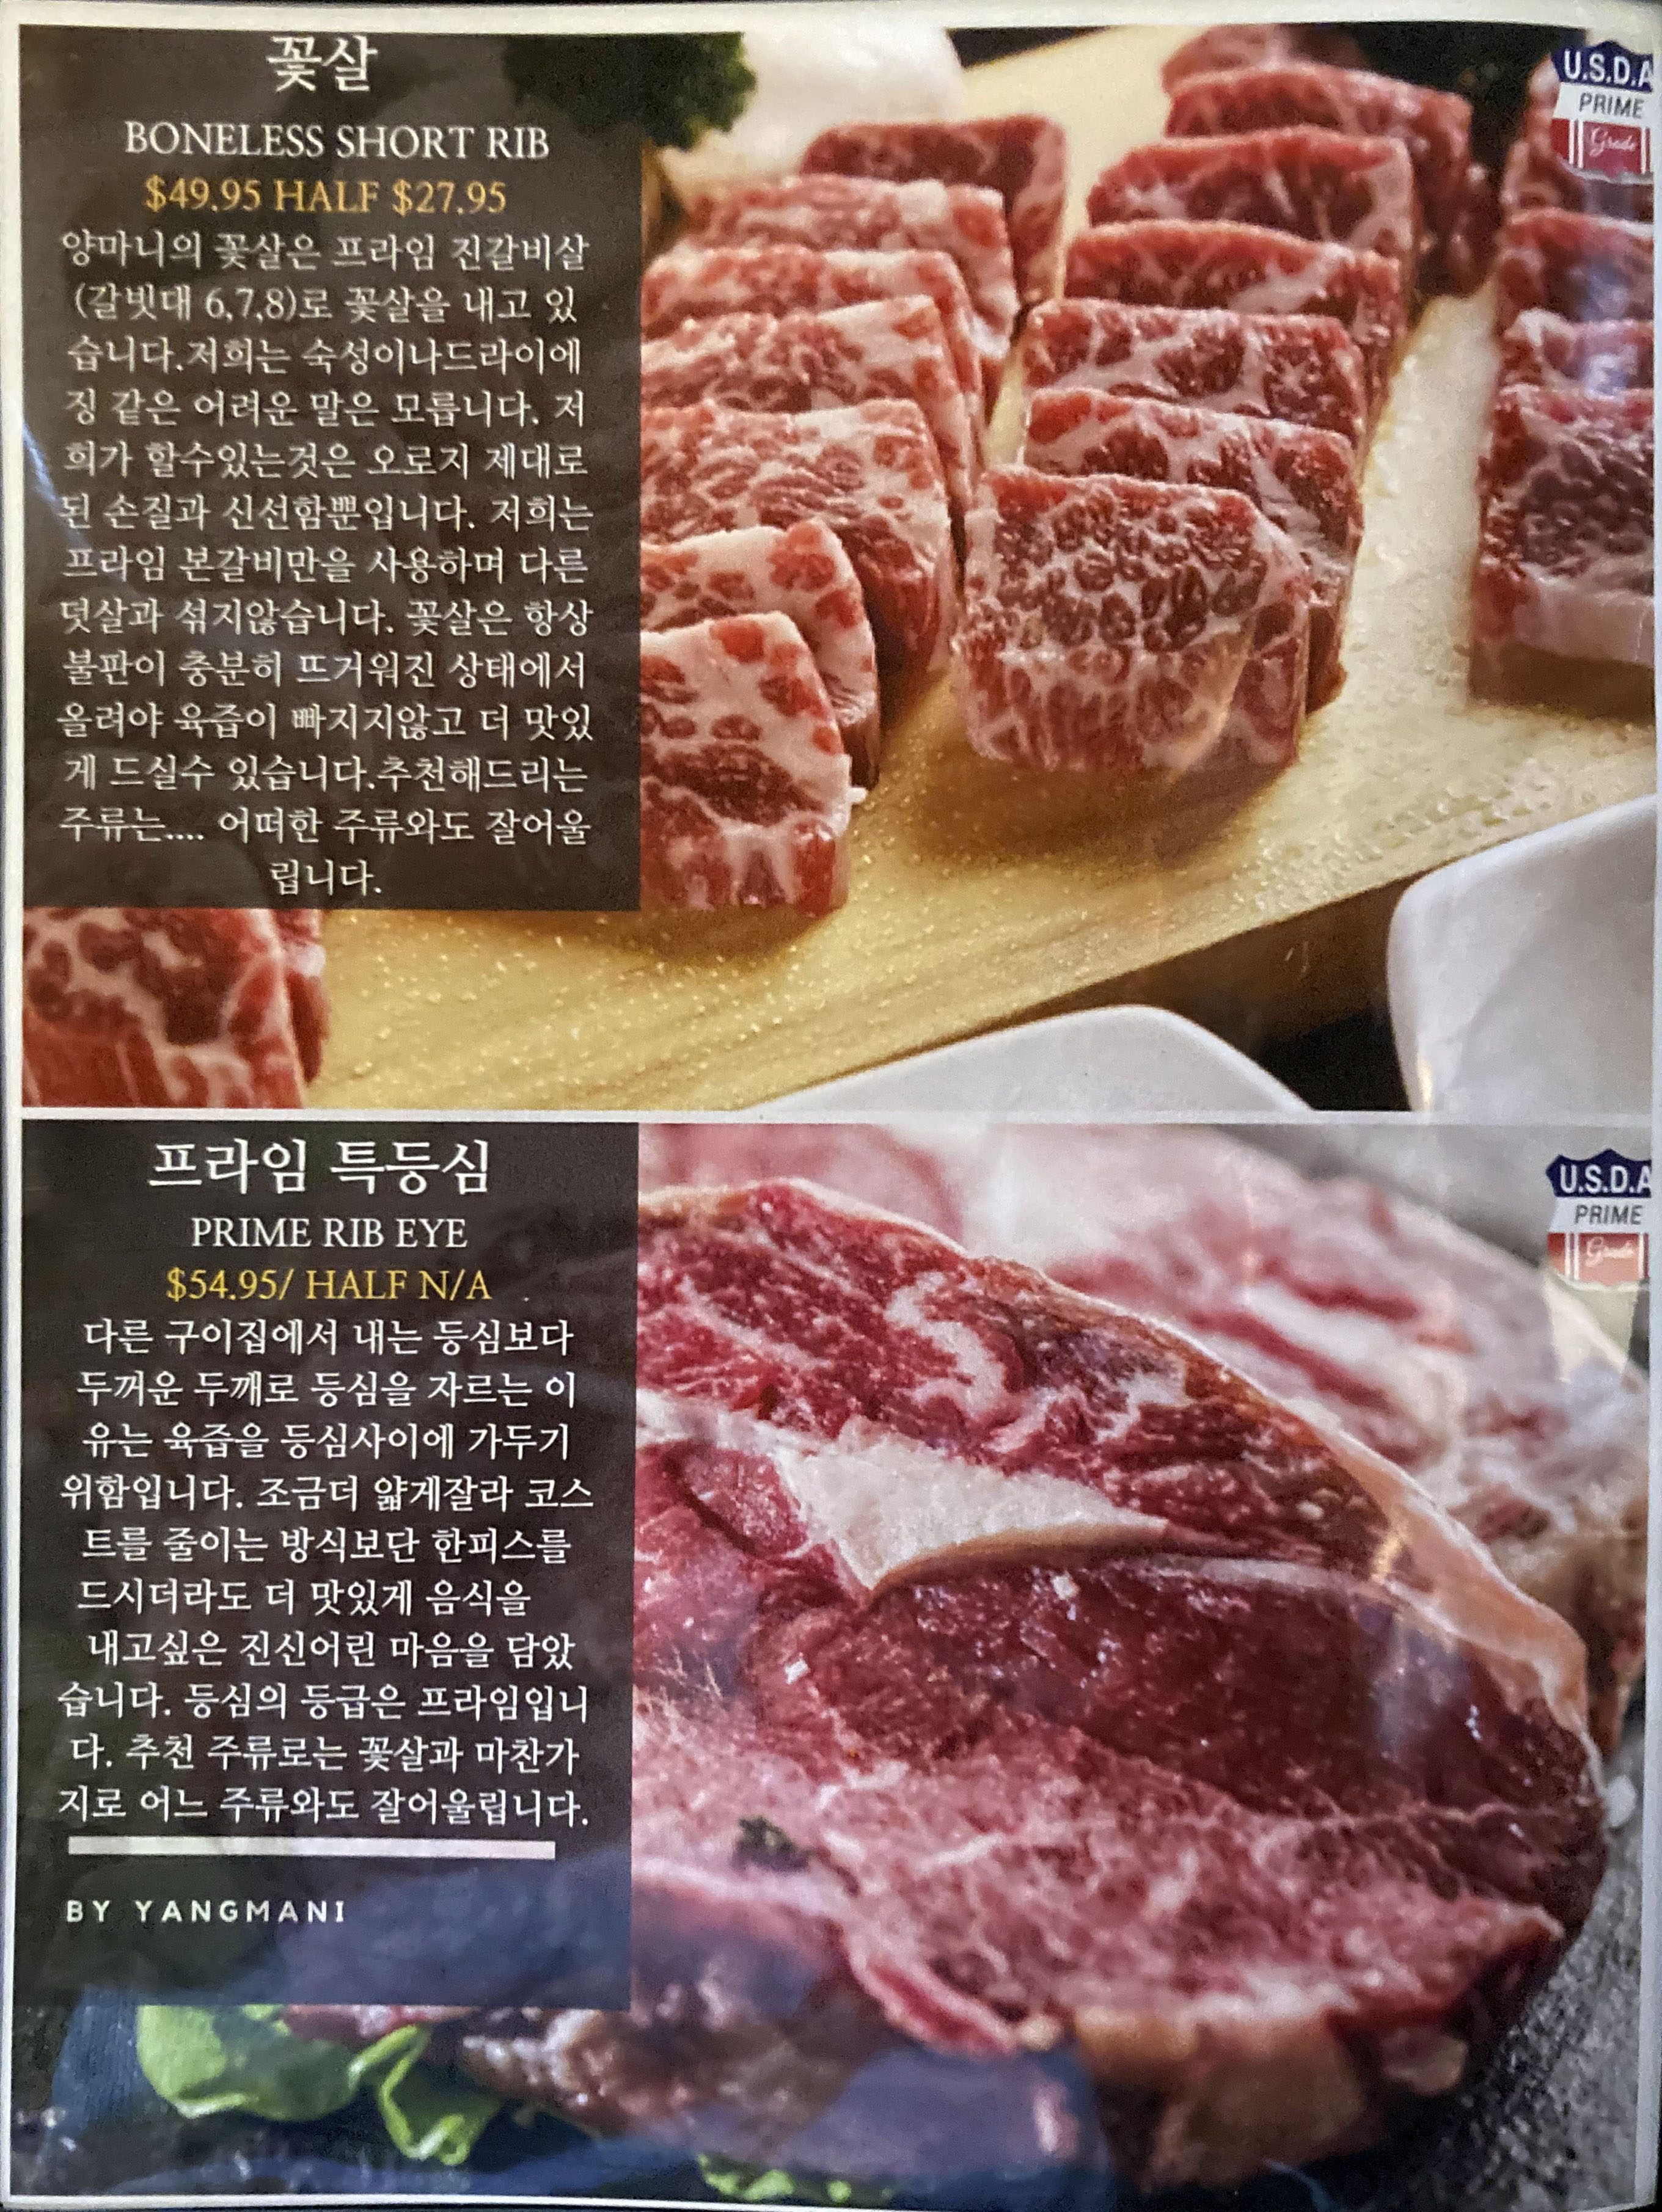 꽃살
BONELESS SHORT RIB
$49.95 HALF $27.95
양마니의 꽃살은 프라임 진갈비살
(갈빗대 6,7,8)로 꽃살을 내고 있
습니다.저희는 숙성이나드라이에
징 같은 어려운 말은 모릅니다. 저
희가 할수있는것은 오로지 제대로
된 손질과 신선함뿐입니다. 저희는
프라임 본갈비만을 사용하며 다른
덧살과 섞지않습니다. 꽃살은 항상
불판이 충분히 뜨거워진 상태에서
올려야 육즙이 빠지지않고 더 맛있
게 드실수 있습니다.추천해드리는
주류는.... 어떠한 주류와도 잘어울
립니다.
U.S.D.A
PRIME
Grade
프라임 특등심
PRIME RIB EYE
$54.95/ HALF N/A
다른 구이집에서 내는 등심보다
두꺼운 두깨로 등심을 자르는 이
유는 육즙을 등심사이에 가두기
위함입니다. 조금더 얇게잘라 코스
트를 줄이는 방식보단 한피스를
드시더라도 더 맛있게 음식을
내고싶은 진신어린 마음을 담았
습니다. 등심의 등급은 프라임입니
다. 추천 주류로는 꽃살과 마찬가
지로 어느 주류와도 잘어울립니다.
BY YANGMANI
U.S.D.A
PRIME
Grade